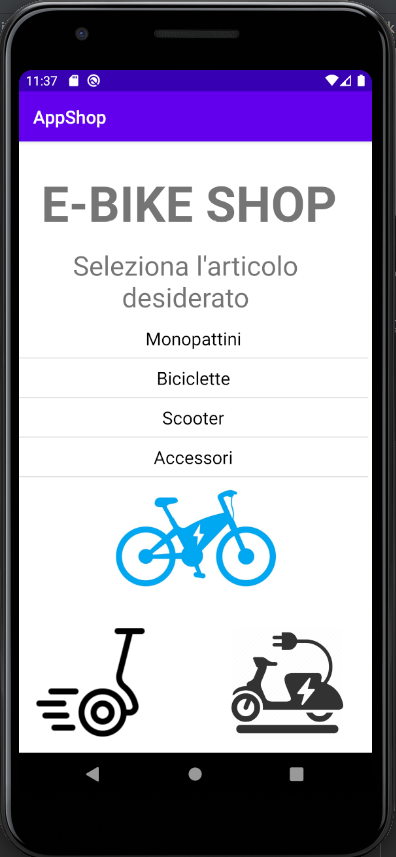 11:37
AppShop
E-BIKE SHOP
Seleziona l'articolo
desiderato
Monopattini
Biciclette
Scooter
Accessori